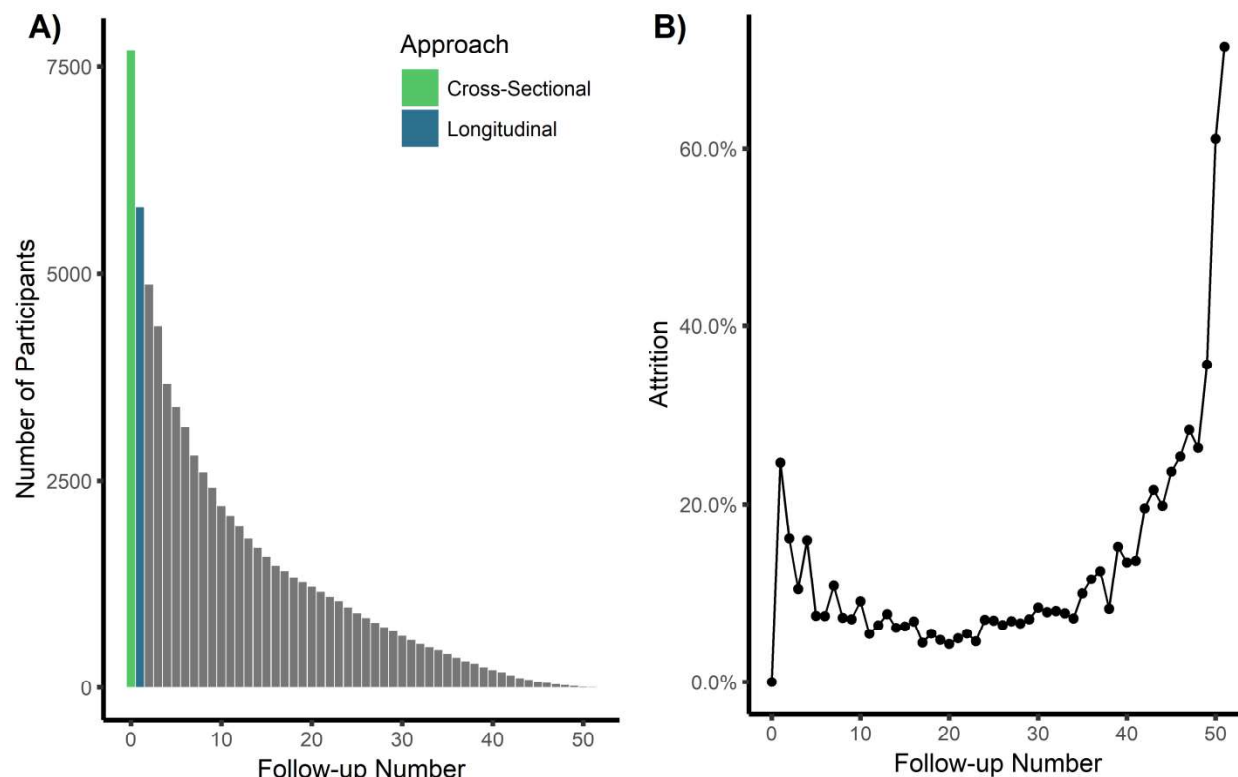 A)
Approach
Cross-Sectional
Longitudinal
7500
5000
2500
0
Number of Participants
0 10 20 30 40 50
Follow-up Number
B)
60.0%
40.0%
20.0%
0.0%
Attrition
0 10 20 30 40 50
Follow-up Number